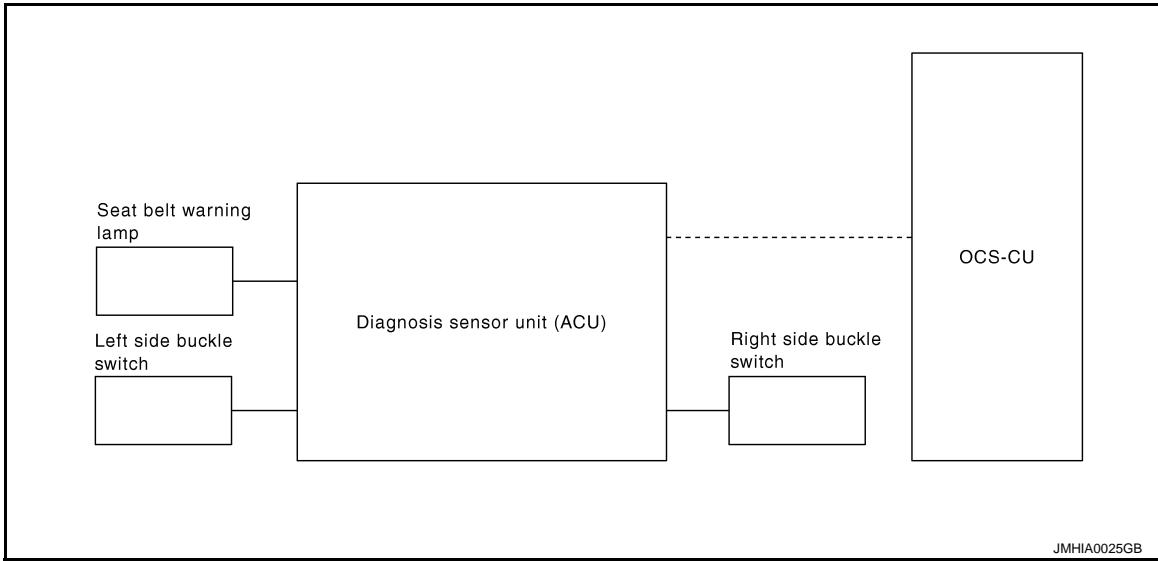 Seat belt warning
lamp
Left side buckle
switch
Diagnosis sensor unit (ACU)
Right side buckle
switch
OCS-CU
JMHIA0025GB